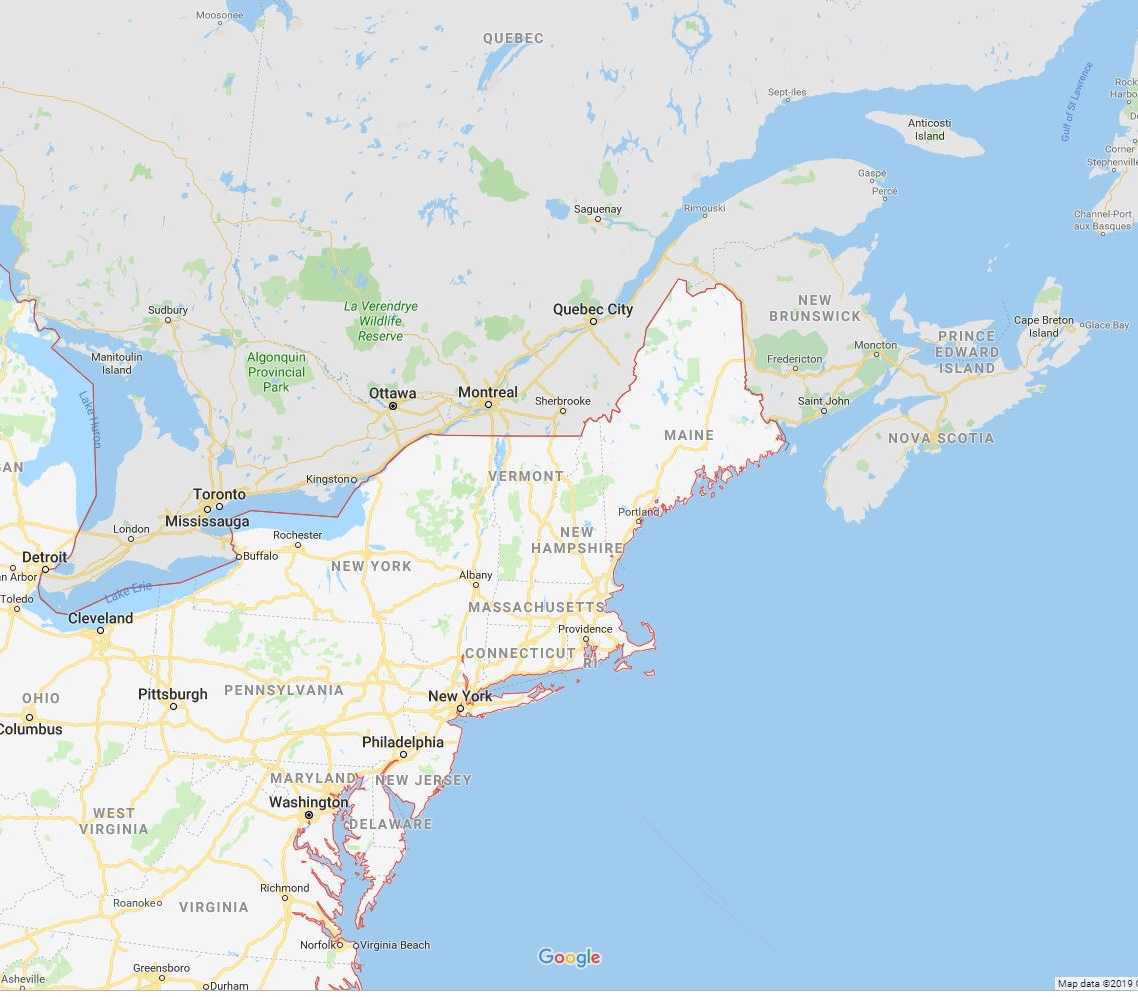 Moosonee
QUEBEC
Sept-Iles
Gulf of St Lawrence
Rock
Harbo
Anticosti
Island
Corner
Stephenville
Gaspé
Percé
Saguenay
Rimouski
Channel-Port
aux Basques
Sudbury
La Verendrye
Wildlife
Reserve
Quebec City
NEW
BRUNSWICK
Cape Breton
Island
Glace Bay
Manitoulin
Island
Algonquin
Provincial
Park
Fredericton
Moncton
PRINCE
EDWARD
ISLAND
Ottawa
Montreal
Sherbrooke
Saint John
Lake Huron
MAINE
NOVA SCOTIA
AN
Kingston
VERMONT
Toronto
Mississauga
Portland
London
Rochester
NEW
HAMPSHIRE
Detroit
Buffalo
NEW YORK
n Arbor
Albany
Toledo
Lake Erie
MASSACHUSETTS
Cleveland
Providence
CONNECTICUT
RI
OHIO
Pittsburgh
PENNSYLVANIA
New York
Columbus
Philadelphia
MARYLAND
NEW JERSEY
Washington
WEST
VIRGINIA
DELAWARE
Richmond
Roanoke
VIRGINIA
Norfolk
Virginia Beach
Google
Greensboro
Asheville
Durham
Map data ©2019